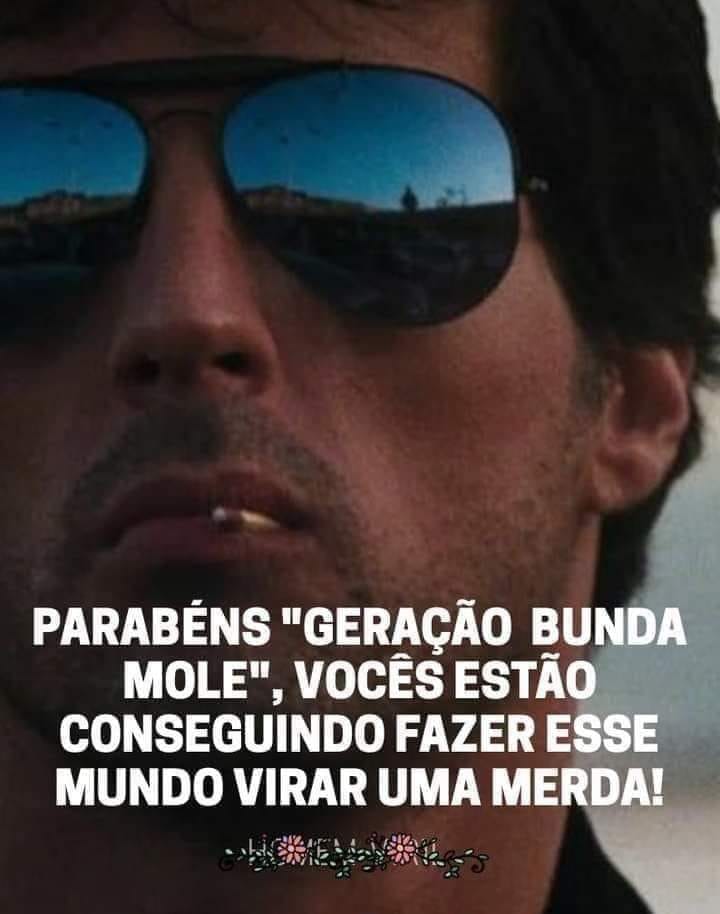 PARABÉNS "GERAÇÃO BUNDA
MOLE", VOCÊS ESTÃO
CONSEGUINDO FAZER ESSE
MUNDO VIRAR UMA MERDA!